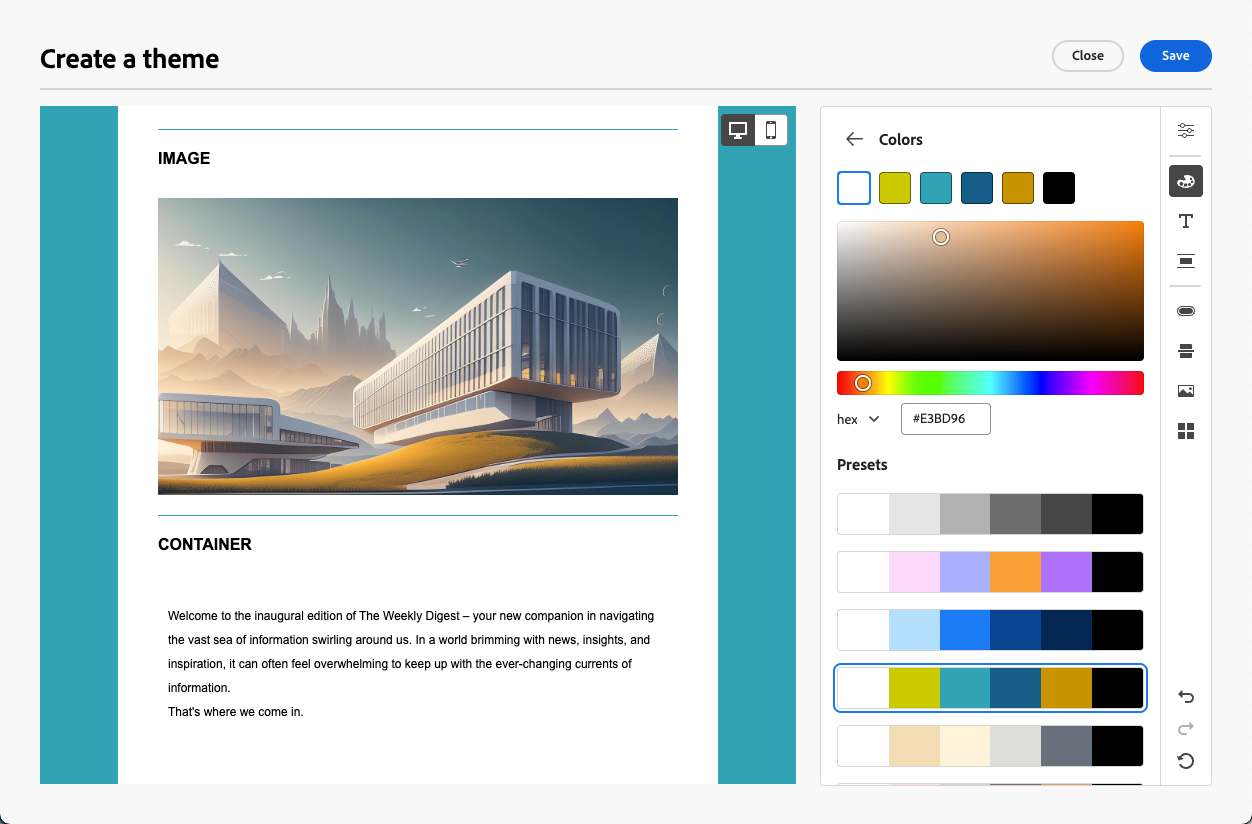 Create a theme
Close
Save
IMAGE
CONTAINER
Welcome to the inaugural edition of The Weekly Digest – your new companion in navigating
the vast sea of information swirling around us. In a world brimming with news, insights, and
inspiration, it can often feel overwhelming to keep up with the ever-changing currents of
information.
That's where we come in.
Colors
hex
#E3BD96
Presets